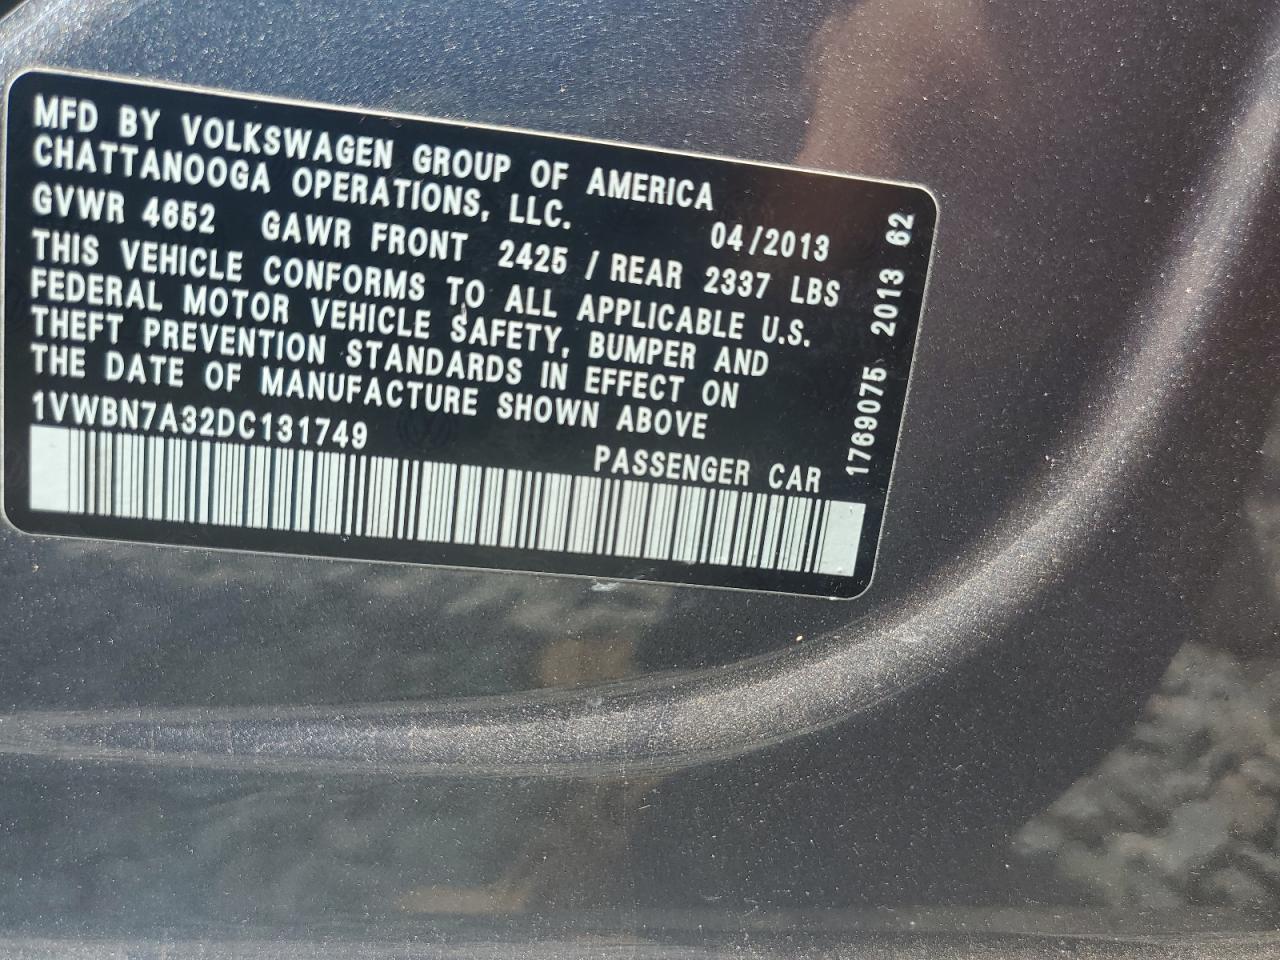 MFD BY VOLKSWAGEN GROUP OF AMERICA
CHATTANOOGA OPERATIONS, LLC. 04/2013
GVWR 4652 GAWR FRONT 2425 / REAR 2337 LBS
THIS VEHICLE CONFORMS TO ALL APPLICABLE U.S.
FEDERAL MOTOR VEHICLE SAFETY, BUMPER AND
THEFT PREVENTION STANDARDS IN EFFECT ON
THE DATE OF MANUFACTURE SHOWN ABOVE
1VWBN7A32DC131749
PASSENGER CAR
1769075 2013 62